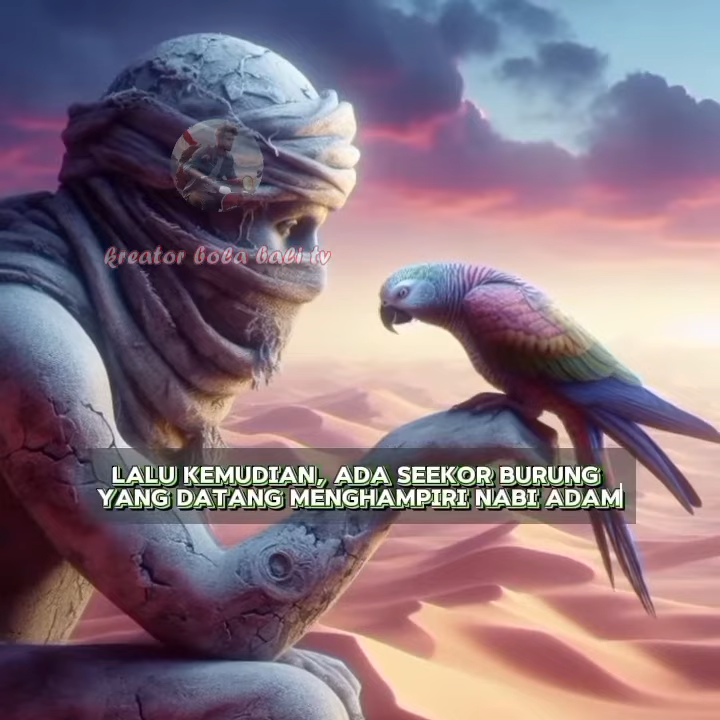 kreator bola bali tv
LALU KEMUDIAN, ADA SEEKOR BURUNG
YANG DATANG MENGHAMPIRI NABI ADAM